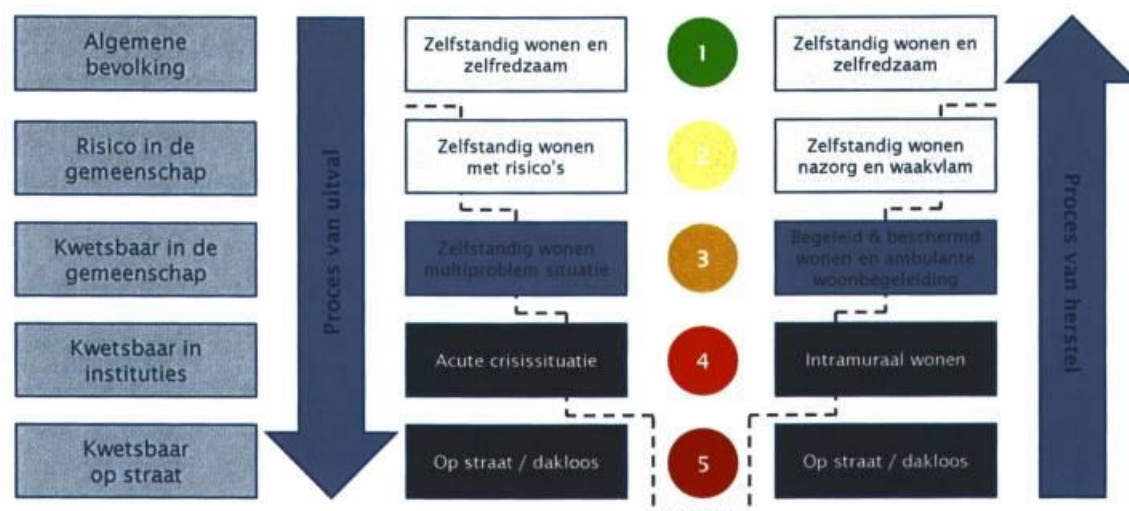 Algemene
bevolking
Zelfstandig wonen en
zelfredzaam
1
Zelfstandig wonen en
zelfredzaam
Risico in de
gemeenschap
Zelfstandig wonen
met risico's
2
Zelfstandig wonen
nazorg en waakvlam
Proces van uitval
Proces van herstel
Kwetsbaar in de
gemeenschap
Zelfstandig wonen
multiproblem situatie
3
Begeleid & beschermd
wonen en ambulante
woonbegeleiding
Kwetsbaar in
instituties
Acute crisissituatie
4
Intramuraal wonen
Kwetsbaar
op straat
Op straat / dakloos
5
Op straat / dakloos